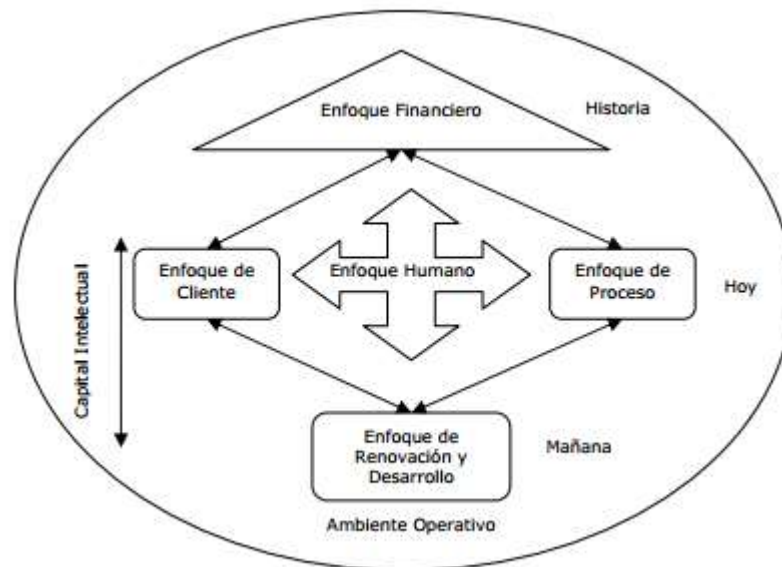 Enfoque Financiero
Historia
Enfoque de
Cliente
Enfoque Humano
Enfoque de
Proceso
Hoy
Capital Intelectual
Enfoque de
Renovación y
Desarrollo
Mañana
Ambiente Operativo